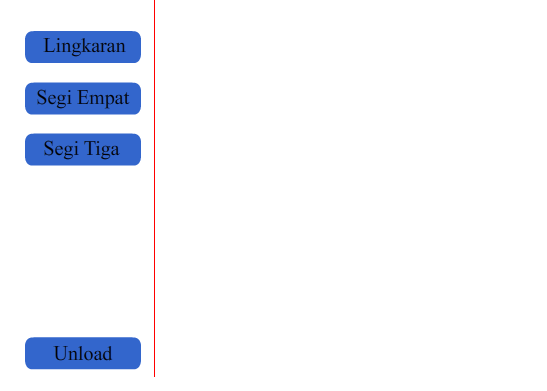 Lingkaran
Segi Empat
Segi Tiga
Unload